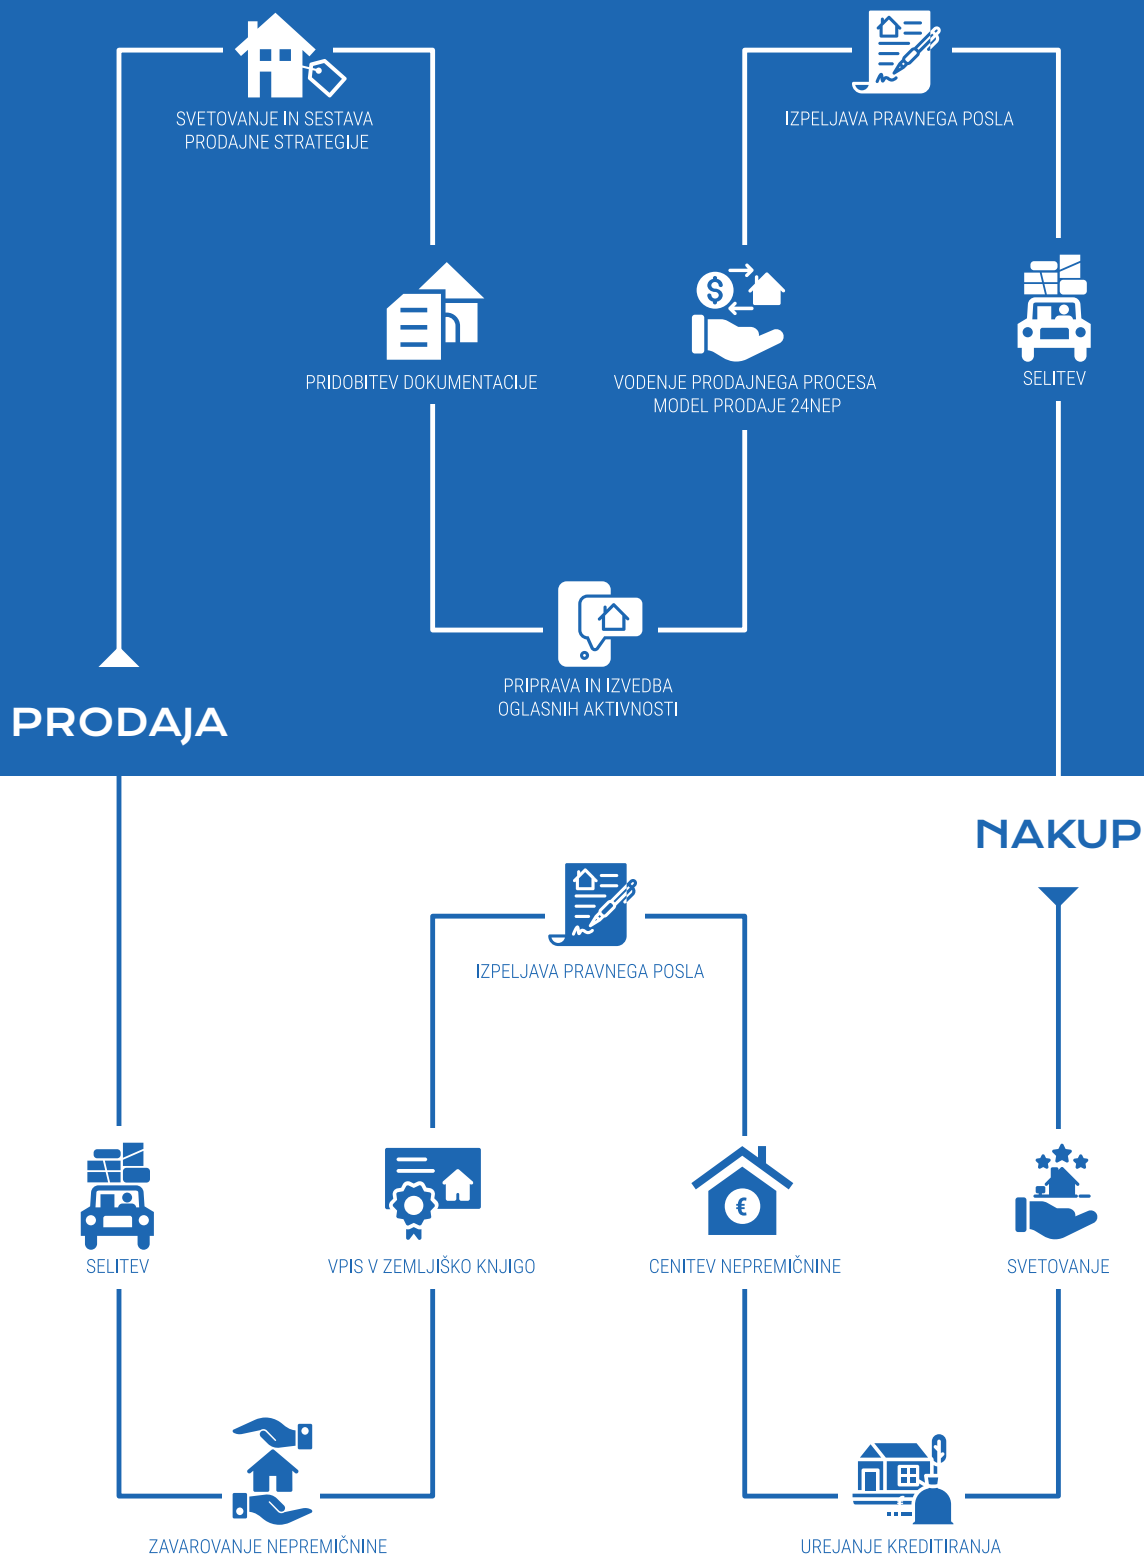 SVETOVANJE IN SESTAVA
PRODAJNE STRATEGIJE
IZPELJAVA PRAVNEGA POSLA
PRIDOBITEV DOKUMENTACIJE
VODENJE PRODAJNEGA PROCESA
MODEL PRODAJE 24NEP
SELITEV
PRIPRAVA IN IZVEDBA
OGLASNIH AKTIVNOSTI
PRODAJA
NAKUP
IZPELJAVA PRAVNEGA POSLA
SELITEV
VPIS V ZEMLJIŠKO KNJIGO
CENITEV NEPREMIČNINE
SVETOVANJE
ZAVAROVANJE NEPREMIČNINE
UREJANJE KREDITIRANJA